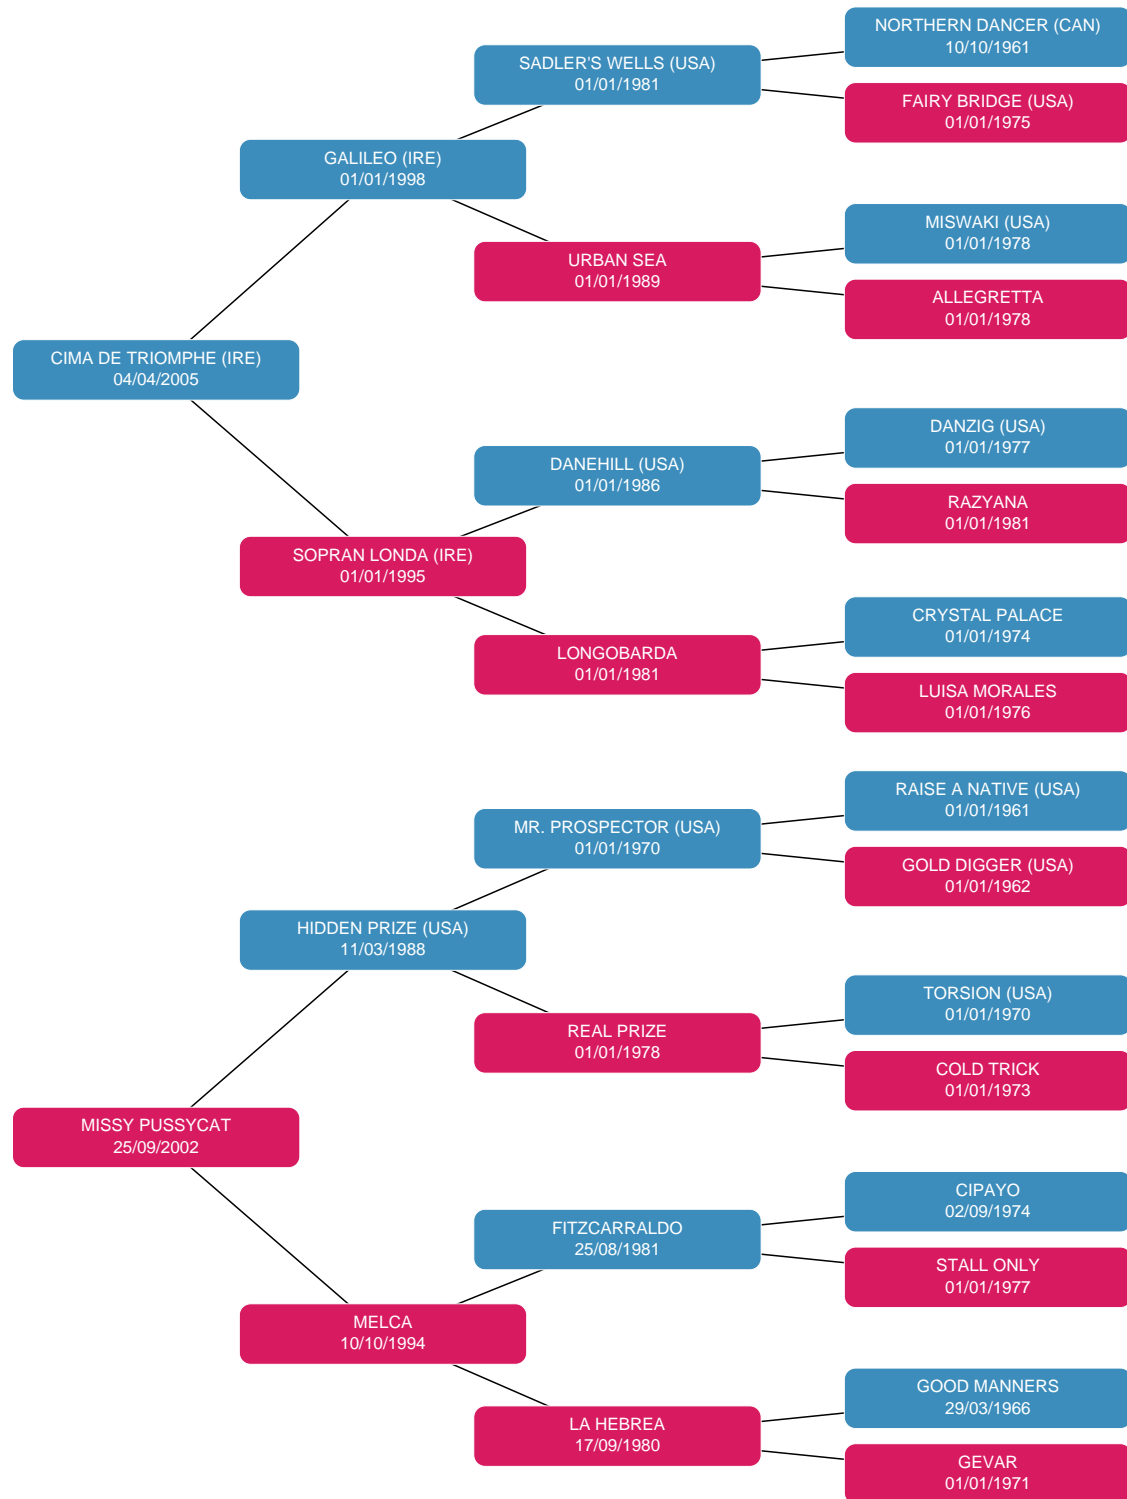 NORTHERN DANCER (CAN)
10/10/1961
SADLER'S WELLS (USA)
01/01/1981
FAIRY BRIDGE (USA)
01/01/1975
GALILEO (IRE)
01/01/1998
MISWAKI (USA)
01/01/1978
URBAN SEA
01/01/1989
ALLEGRETTA
01/01/1978
CIMA DE TRIOMPHE (IRE)
04/04/2005
DANZIG (USA)
01/01/1977
DANEHILL (USA)
01/01/1986
RAZYANA
01/01/1981
SOPRAN LONDA (IRE)
01/01/1995
CRYSTAL PALACE
01/01/1974
LONGOBARDA
01/01/1981
LUISA MORALES
01/01/1976
RAISE A NATIVE (USA)
01/01/1961
MR. PROSPECTOR (USA)
01/01/1970
GOLD DIGGER (USA)
01/01/1962
HIDDEN PRIZE (USA)
11/03/1988
TORSION (USA)
01/01/1970
REAL PRIZE
01/01/1978
COLD TRICK
01/01/1973
MISSY PUSSYCAT
25/09/2002
CIPAYO
02/09/1974
FITZCARRALDO
25/08/1981
STALL ONLY
01/01/1977
MELCA
10/10/1994
GOOD MANNERS
29/03/1966
LA HEBREA
17/09/1980
GEVAR
01/01/1971